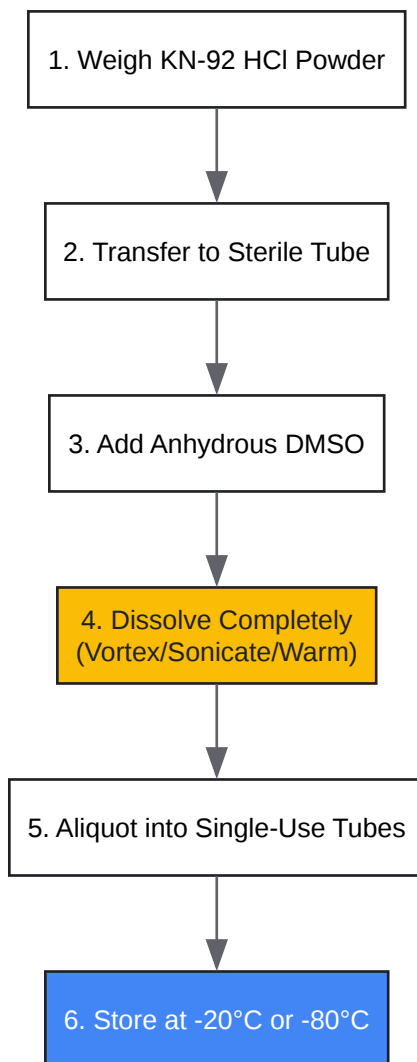 1. Weigh KN-92 HCl Powder
2. Transfer to Sterile Tube
3. Add Anhydrous DMSO
4. Dissolve Completely
(Vortex/Sonicate/Warm)
5. Aliquot into Single-Use Tubes
6. Store at -20°C or -80°C